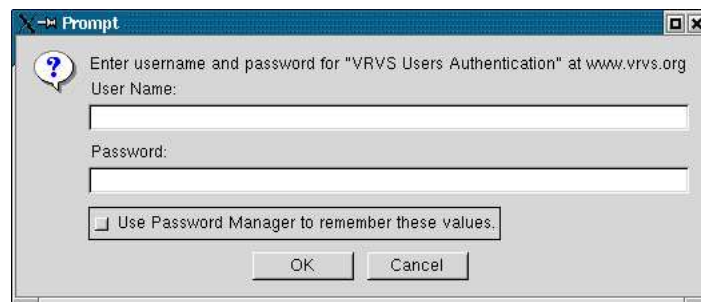 Prompt
Enter username and password for "VRVS Users Authentication" at www.vrvs.org
User Name:
Password:
Use Password Manager to remember these values.
OK
Cancel